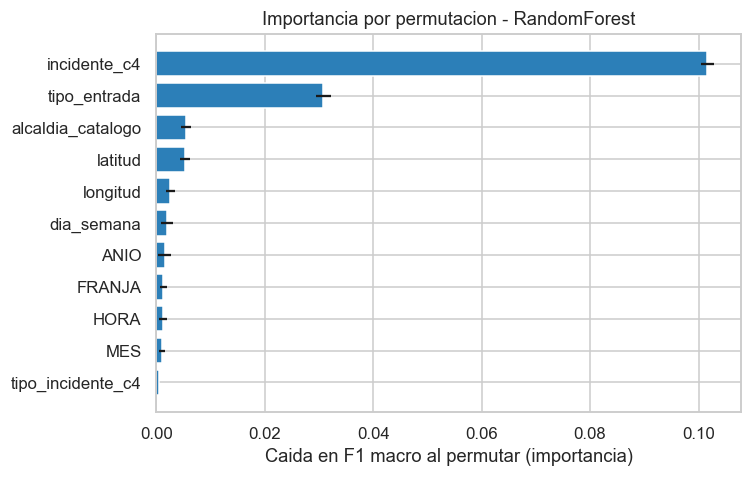 Importancia por permutacion - RandomForest
incidente_c4
tipo_entrada
alcaldia_catalogo
latitud
longitud
dia_semana
ANIO
FRANJA
HORA
MES
tipo_incidente_c4
0.00 0.02 0.04 0.06 0.08 0.10
Caida en F1 macro al permutar (importancia)